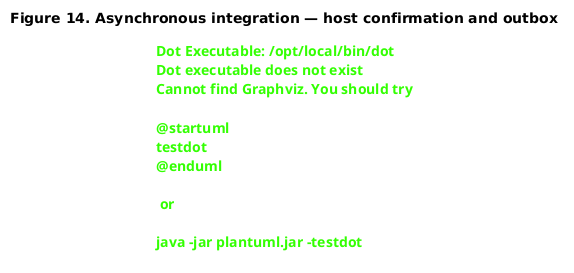 Figure 14. Asynchronous integration — host confirmation and outbox
Dot Executable: /opt/local/bin/dot
Dot executable does not exist
Cannot find Graphviz. You should try
@startuml
testdot
@enduml
or
java -jar plantuml.jar -testdot